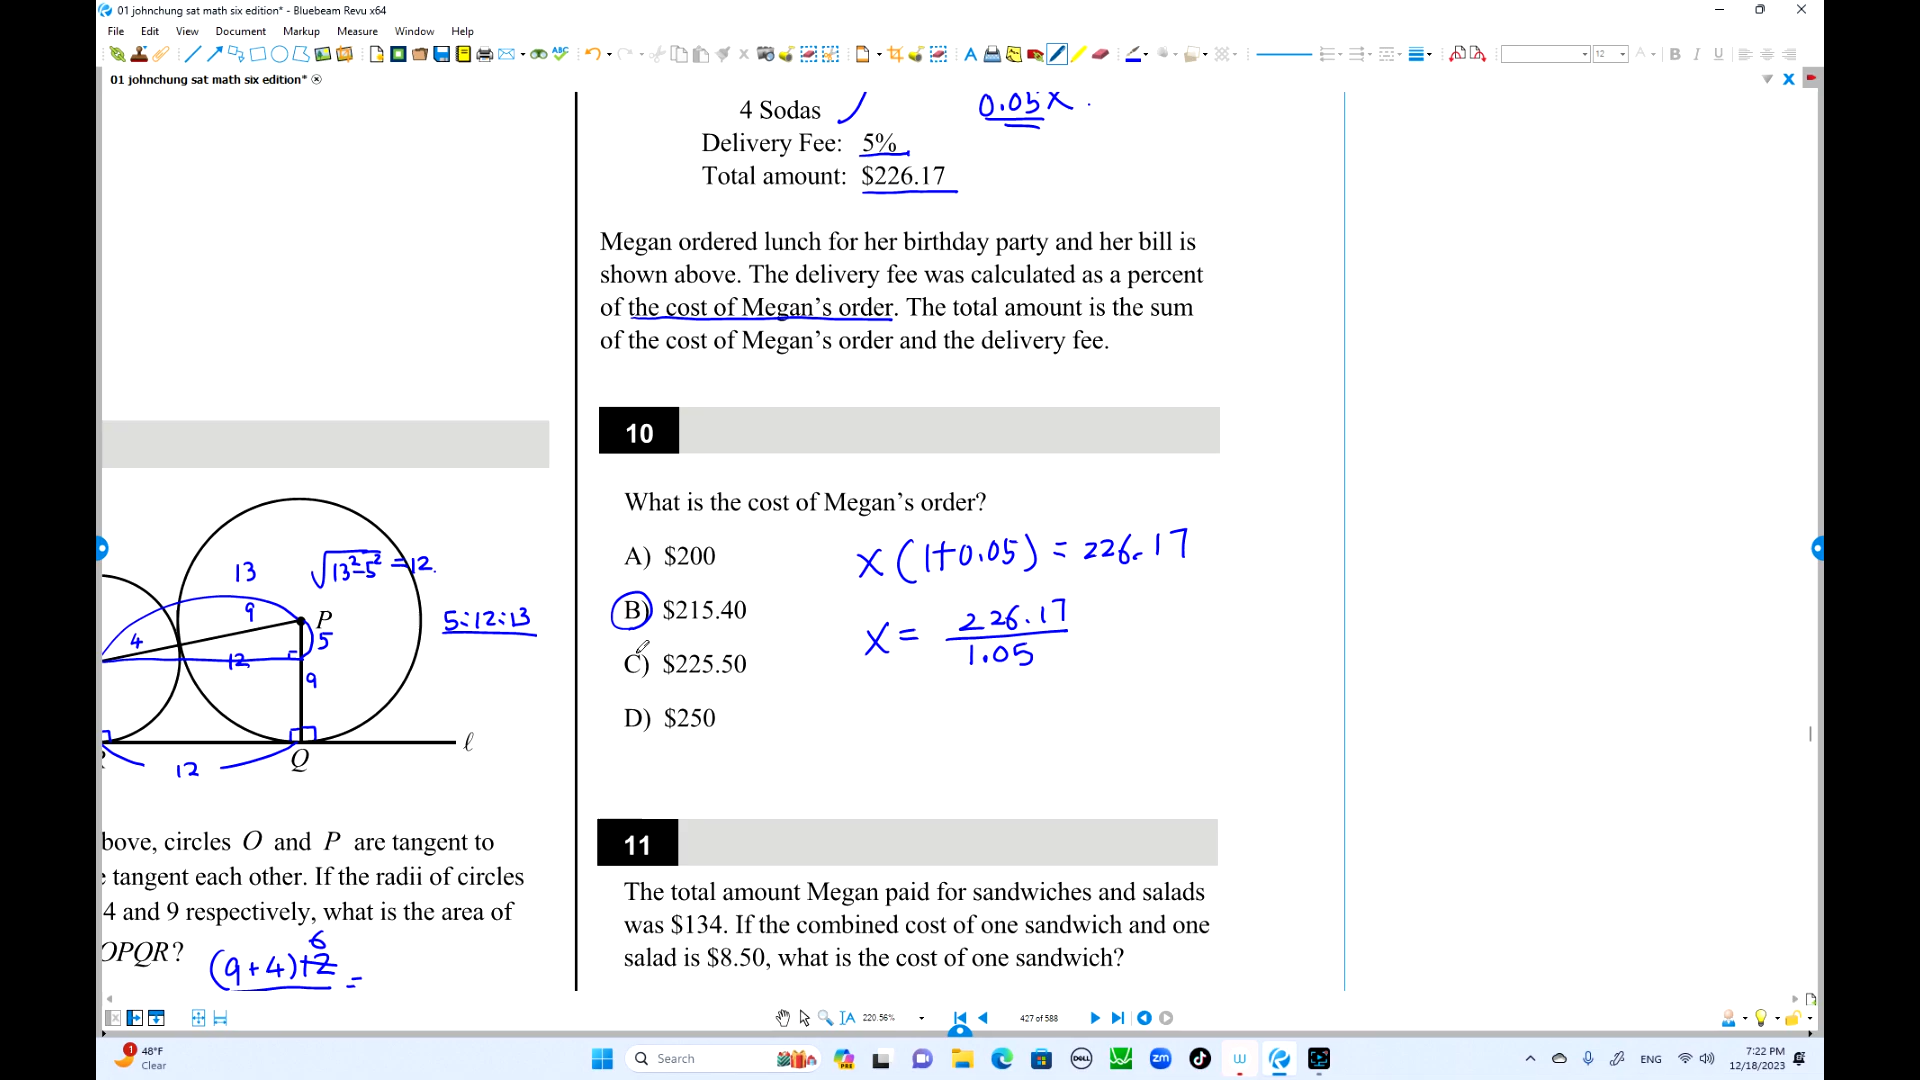 01 johnchung sat math six edition* - Bluebeam Revu x64
File Edit View Document Markup Measure Window Help
12
01 johnchung sat math six edition*
4 Sodas
0.05x
Delivery Fee: 5%
Total amount: $226.17
Megan ordered lunch for her birthday party and her bill is
shown above. The delivery fee was calculated as a percent
of the cost of Megan's order. The total amount is the sum
of the cost of Megan's order and the delivery fee.
10
What is the cost of Megan's order?
A) $200
B) $215.40
C) $225.50
D) $250
x(1+0.05) = 226.17
x = 226.17
1.05
11
The total amount Megan paid for sandwiches and salads
was $134. If the combined cost of one sandwich and one
salad is $8.50, what is the cost of one sandwich?
13
√13²-5² = 12.
9
P
5:12:13
4
5
12
9
ℓ
Q
12
bove, circles O and P are tangent to
e tangent each other. If the radii of circles
4 and 9 respectively, what is the area of
OPQR?
6
(9+4)12 =
220.56%
427 of 588
1
48°F
Clear
Search
PRE
DELL
zm
W
ENG
7:22 PM
12/18/2023